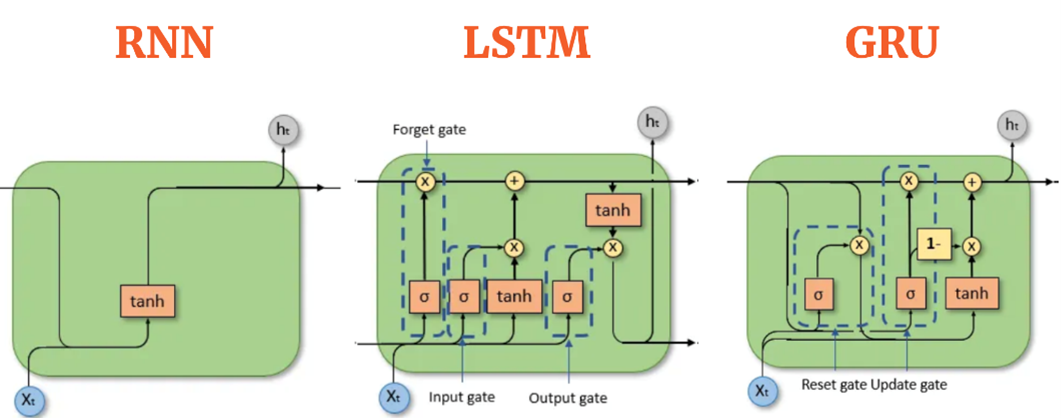 RNN
LSTM
GRU
hₜ
tanh
Xₜ
Forget gate
hₜ
x
+
tanh
x
x
σ
σ
tanh
σ
Xₜ
Input gate
Output gate
hₜ
x
+
x
1-
x
σ
σ
tanh
Xₜ
Reset gate
Update gate